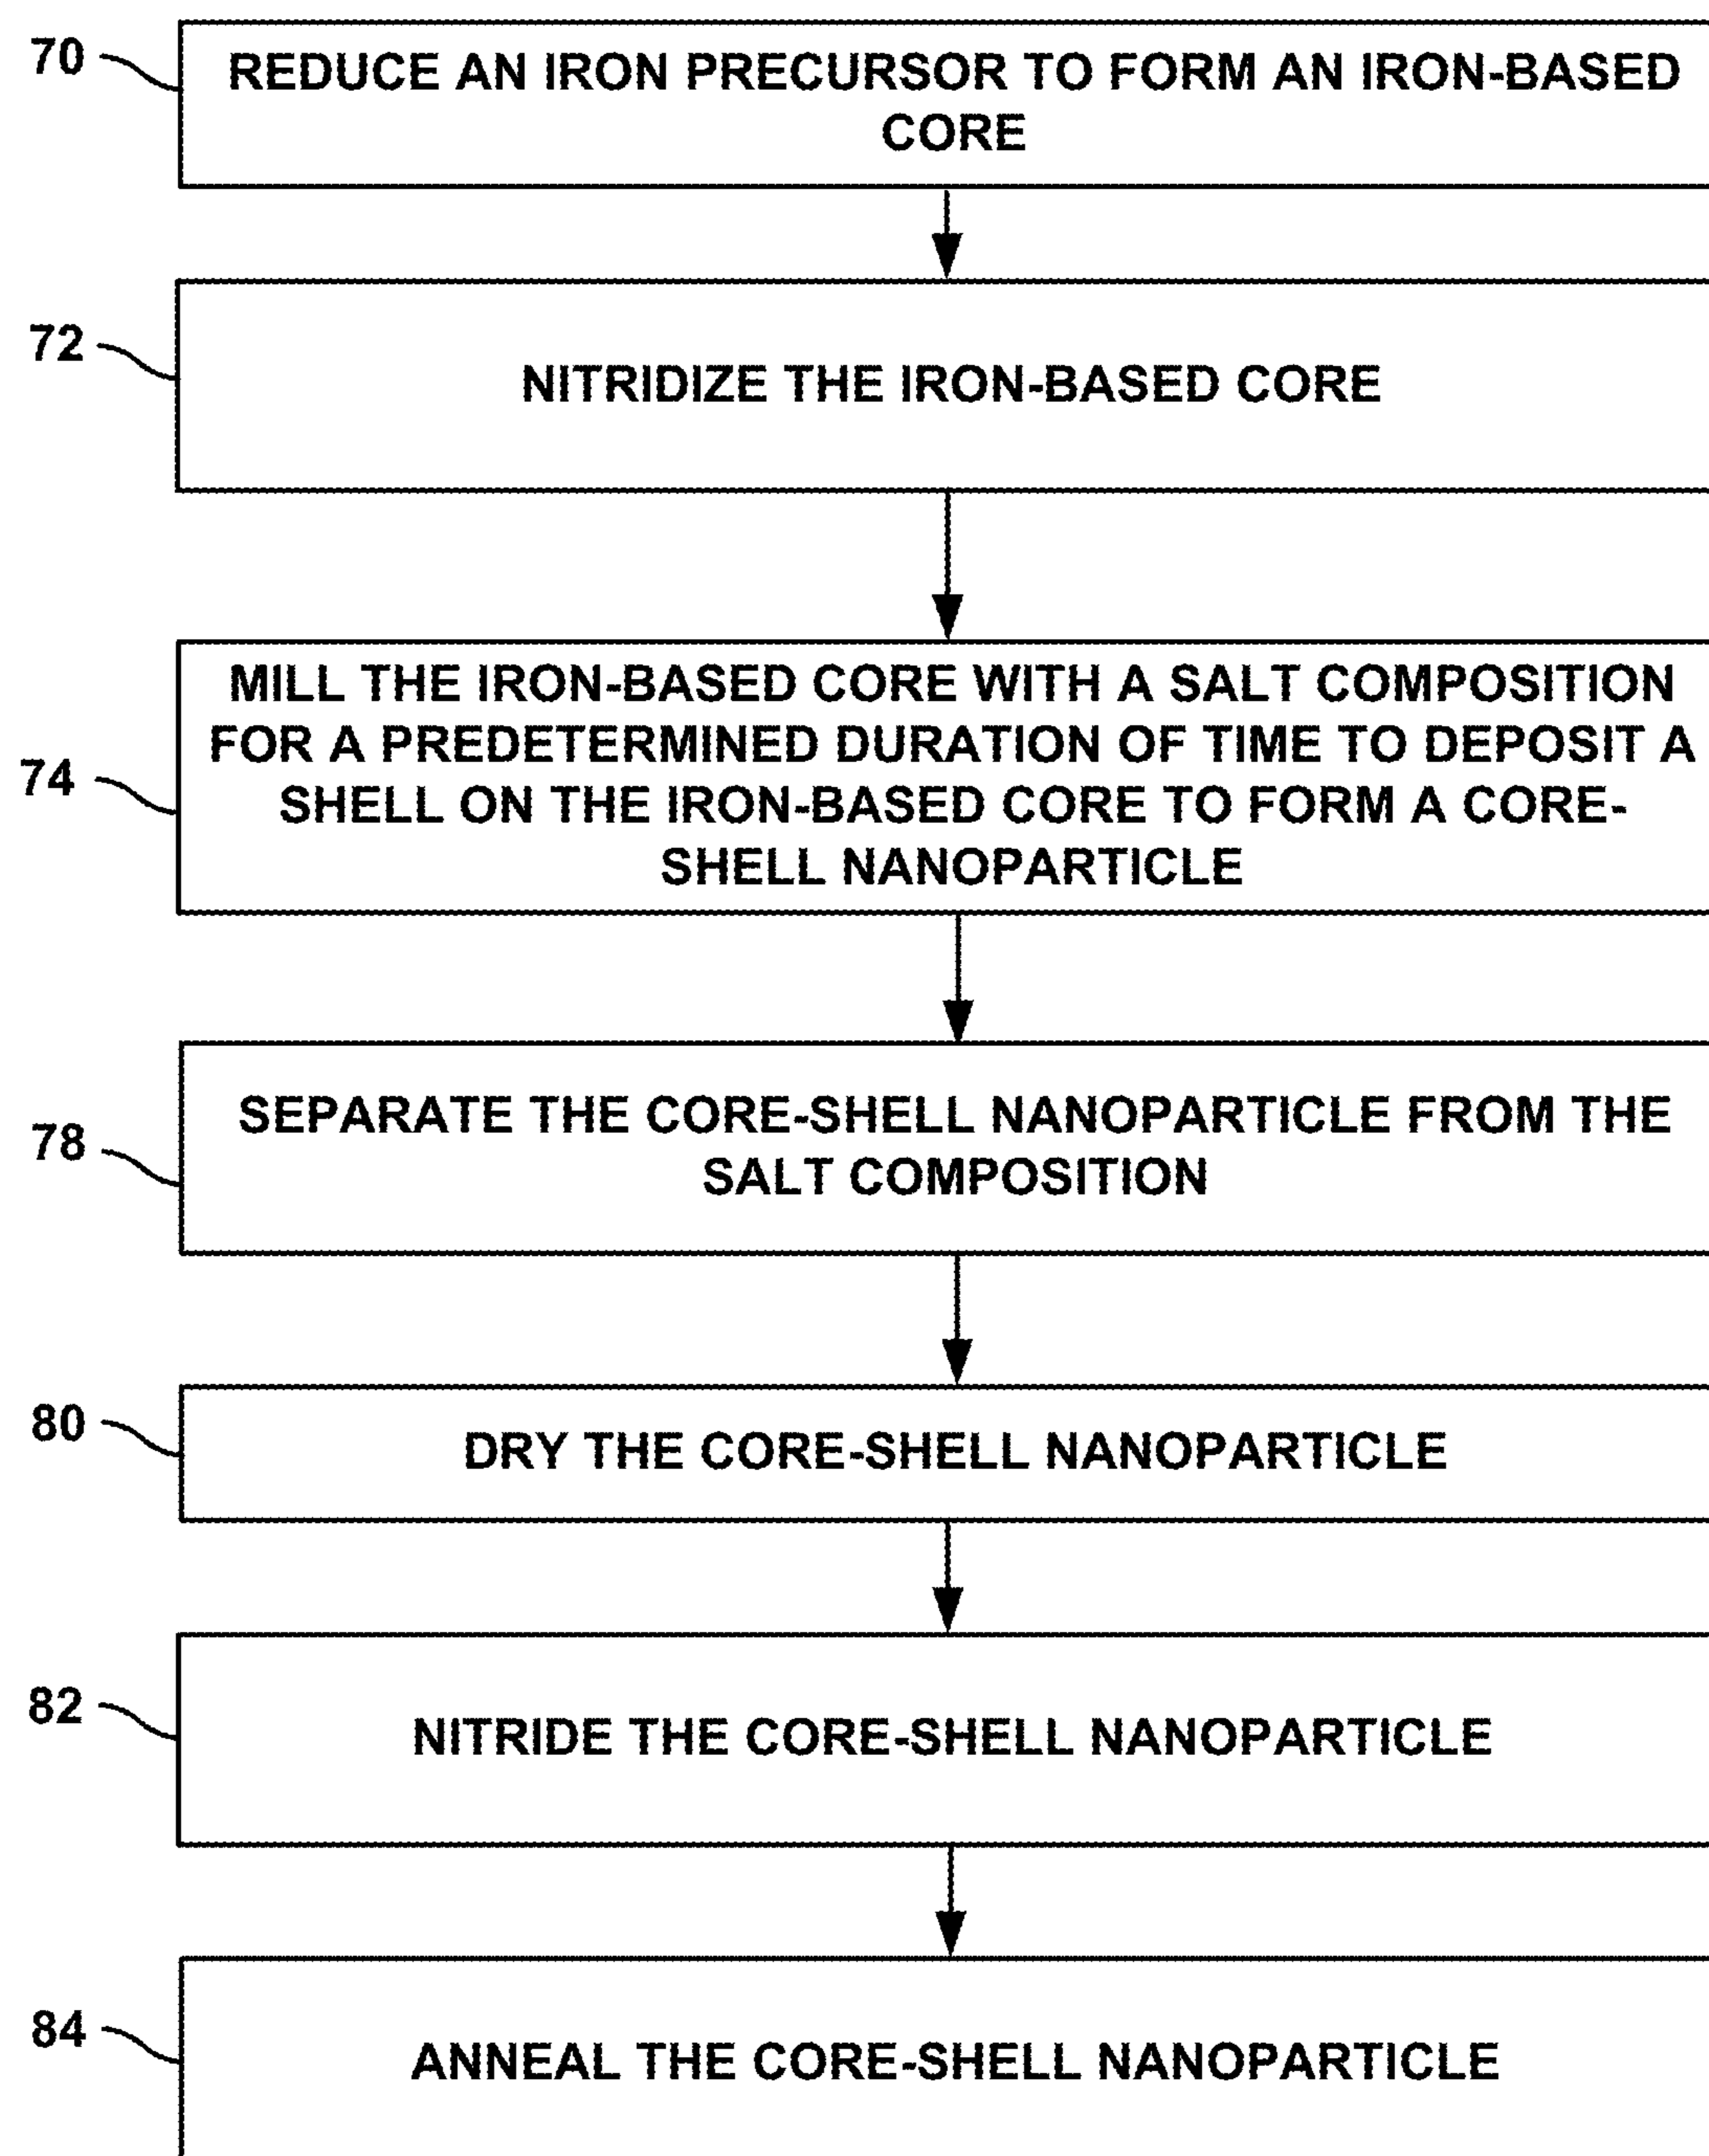 70
REDUCE AN IRON PRECURSOR TO FORM AN IRON-BASED
CORE
72
NITRIDIZE THE IRON-BASED CORE
74
MILL THE IRON-BASED CORE WITH A SALT COMPOSITION
FOR A PREDETERMINED DURATION OF TIME TO DEPOSIT A
SHELL ON THE IRON-BASED CORE TO FORM A CORE-
SHELL NANOPARTICLE
78
SEPARATE THE CORE-SHELL NANOPARTICLE FROM THE
SALT COMPOSITION
80
DRY THE CORE-SHELL NANOPARTICLE
82
NITRIDE THE CORE-SHELL NANOPARTICLE
84
ANNEAL THE CORE-SHELL NANOPARTICLE